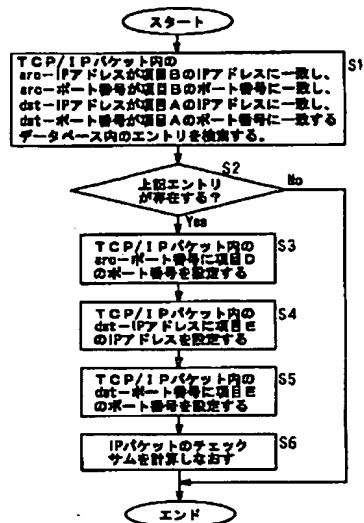 スタート
S1
TCP/IPパケット内の
src-IPアドレスが項目BのIPアドレスに一致し、
src-ポート番号が項目Bのポート番号に一致し、
dst-IPアドレスが項目AのIPアドレスに一致し、
dst-ポート番号が項目Aのポート番号に一致する
データベース内のエントリを検索する。
S2
上記エントリ
が存在する?
No
Yes
S3
TCP/IPパケット内の
src-ポート番号に項目D
のポート番号を設定する
S4
TCP/IPパケット内の
dst-IPアドレスに項目E
のIPアドレスを設定する
S5
TCP/IPパケット内の
dst-ポート番号に項目E
のポート番号を設定する
S6
IPパケットのチェック
サムを計算しなおす
エンド